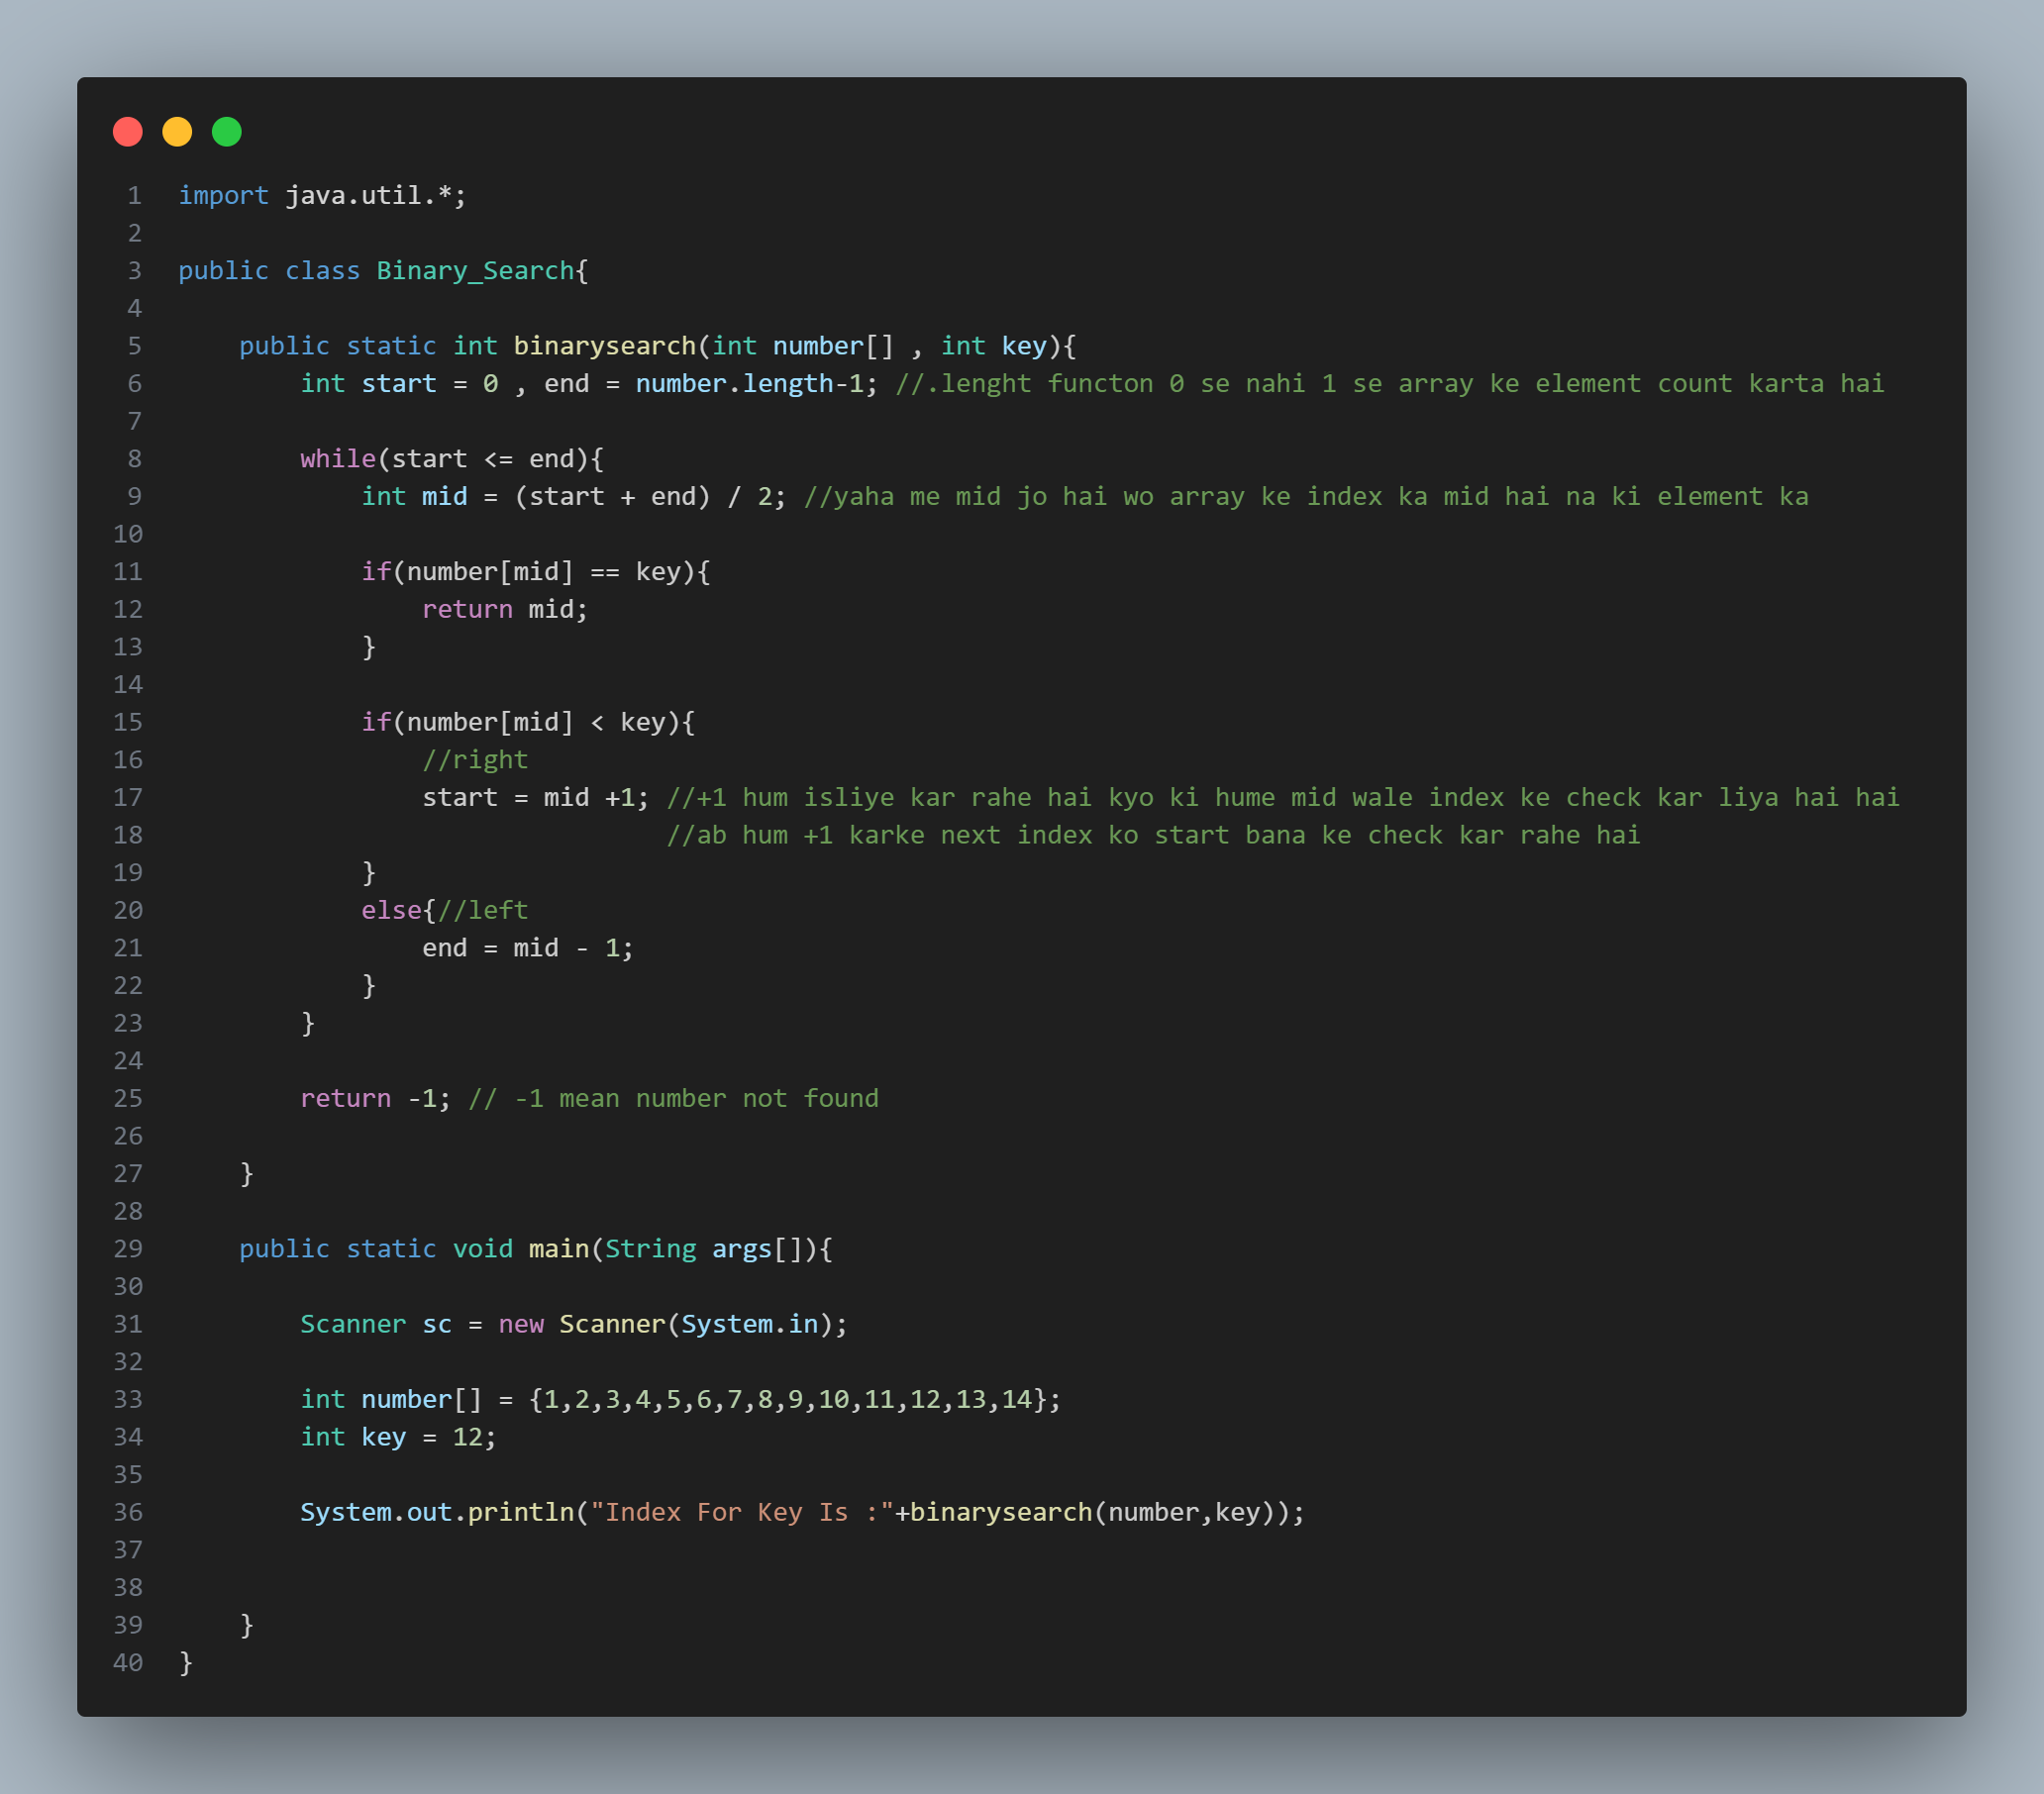 1 import java.util.*;
2
3 public class Binary_Search{
4
5     public static int binarysearch(int number[] , int key){
6         int start = 0 , end = number.length-1; //.lenght functon 0 se nahi 1 se array ke element count karta hai
7
8         while(start <= end){
9             int mid = (start + end) / 2; //yaha me mid jo hai wo array ke index ka mid hai na ki element ka
10
11             if(number[mid] == key){
12                 return mid;
13             }
14
15             if(number[mid] < key){
16                 //right
17                 start = mid +1; //+1 hum isliye kar rahe hai kyo ki hume mid wale index ke check kar liya hai hai
18                                 //ab hum +1 karke next index ko start bana ke check kar rahe hai
19             }
20             else{//left
21                 end = mid - 1;
22             }
23         }
24
25         return -1; // -1 mean number not found
26
27     }
28
29     public static void main(String args[]){
30
31         Scanner sc = new Scanner(System.in);
32
33         int number[] = {1,2,3,4,5,6,7,8,9,10,11,12,13,14};
34         int key = 12;
35
36         System.out.println("Index For Key Is :"+binarysearch(number,key));
37
38
39     }
40 }